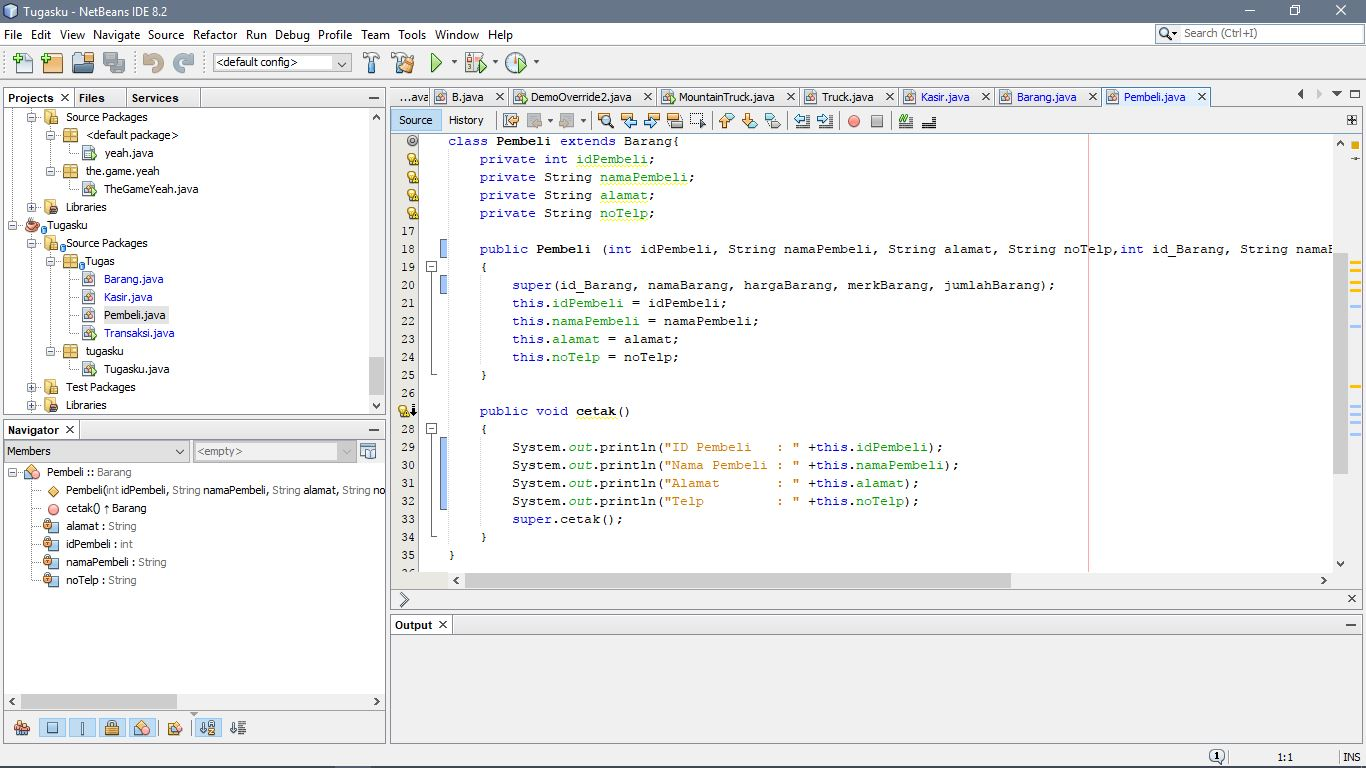 Tugasku - NetBeans IDE 8.2
File Edit View Navigate Source Refactor Run Debug Profile Team Tools Window Help
Search (Ctrl+I)
<default config>
Projects Files Services
Source Packages
<default package>
yeah.java
the.game.yeah
TheGameYeah.java
Libraries
Tugasku
Source Packages
Tugas
Barang.java
Kasir.java
Pembeli.java
Transaksi.java
tugasku
Tugasku.java
Test Packages
Libraries
Navigator
Members
<empty>
Pembeli :: Barang
Pembeli(int idPembeli, String namaPembeli, String alamat, String no
cetak() ↑ Barang
alamat : String
idPembeli : int
namaPembeli : String
noTelp : String
...ava B.java DemoOverride2.java MountainTruck.java Truck.java Kasir.java Barang.java Pembeli.java
Source History
class Pembeli extends Barang{
private int idPembeli;
private String namaPembeli;
private String alamat;
private String noTelp;
17
18 public Pembeli (int idPembeli, String namaPembeli, String alamat, String noTelp,int id_Barang, String namaB
19 {
20 super(id_Barang, namaBarang, hargaBarang, merkBarang, jumlahBarang);
21 this.idPembeli = idPembeli;
22 this.namaPembeli = namaPembeli;
23 this.alamat = alamat;
24 this.noTelp = noTelp;
25 }
26
public void cetak()
28 {
29 System.out.println("ID Pembeli   : " +this.idPembeli);
30 System.out.println("Nama Pembeli : " +this.namaPembeli);
31 System.out.println("Alamat       : " +this.alamat);
32 System.out.println("Telp         : " +this.noTelp);
33 super.cetak();
34 }
35 }
Output
1
1:1 INS